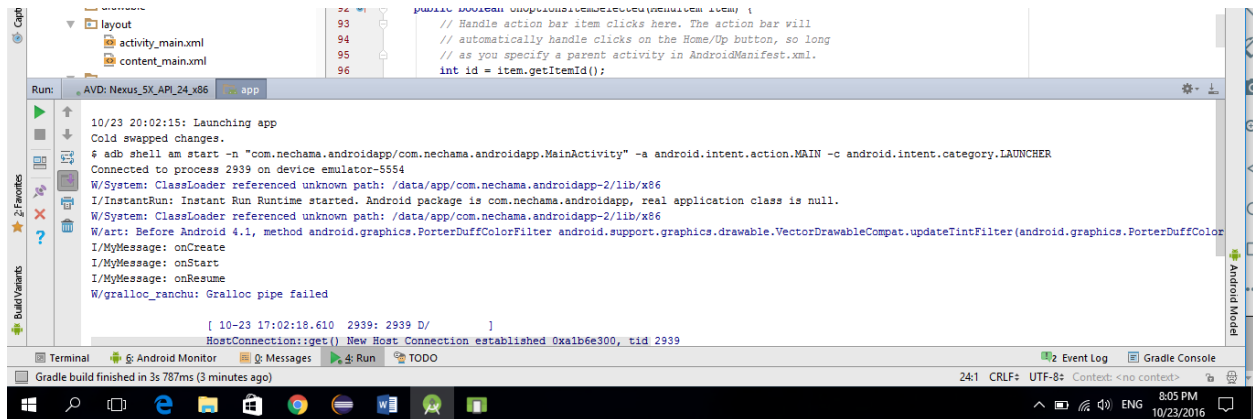 Capt
layout
activity_main.xml
content_main.xml
93 // Handle action bar item clicks here. The action bar will
94 // automatically handle clicks on the Home/Up button, so long
95 // as you specify a parent activity in AndroidManifest.xml.
96 int id = item.getItemId();
Run: AVD: Nexus_5X_API_24_x86 app
10/23 20:02:15: Launching app
Cold swapped changes.
$ adb shell am start -n "com.nechama.androidapp/com.nechama.androidapp.MainActivity" -a android.intent.action.MAIN -c android.intent.category.LAUNCHER
Connected to process 2939 on device emulator-5554
W/System: ClassLoader referenced unknown path: /data/app/com.nechama.androidapp-2/lib/x86
I/InstantRun: Instant Run Runtime started. Android package is com.nechama.androidapp, real application class is null.
W/System: ClassLoader referenced unknown path: /data/app/com.nechama.androidapp-2/lib/x86
W/art: Before Android 4.1, method android.graphics.PorterDuffColorFilter android.support.graphics.drawable.VectorDrawableCompat.updateTintFilter(android.graphics.PorterDuffColor
I/MyMessage: onCreate
I/MyMessage: onStart
I/MyMessage: onResume
W/gralloc_ranchu: Gralloc pipe failed
[ 10-23 17:02:18.610 2939: 2939 D/ ]
HostConnection::get() New Host Connection established 0xa1b6e300, tid 2939
2: Favorites
Build Variants
Android Model
Terminal 6: Android Monitor 0: Messages 4: Run TODO 2 Event Log Gradle Console
Gradle build finished in 3s 787ms (3 minutes ago) 24:1 CRLF UTF-8 Context: <no context>
ENG 8:05 PM
10/23/2016